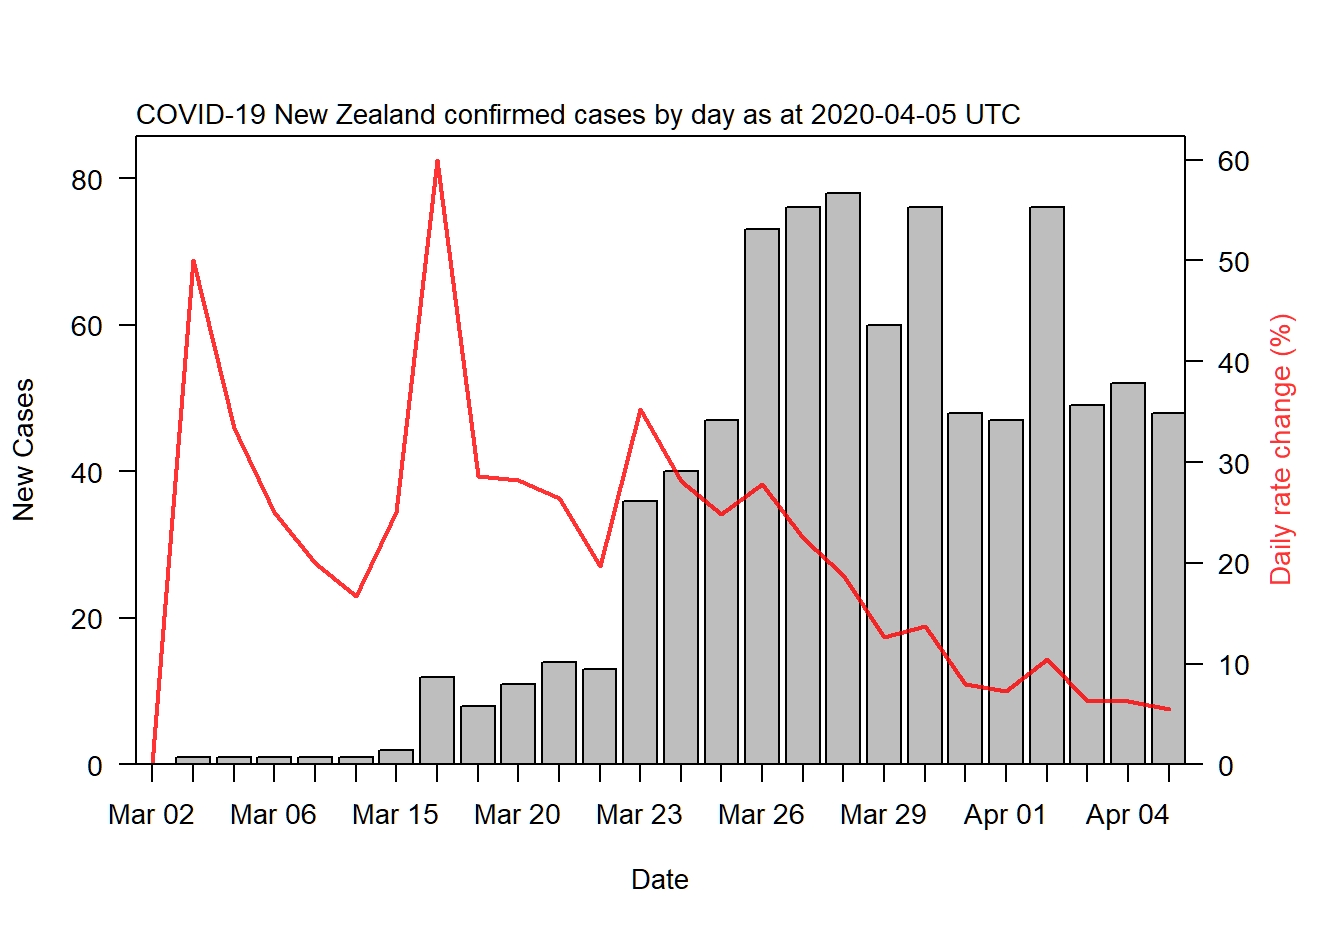 COVID-19 New Zealand confirmed cases by day as at 2020-04-05 UTC
80
60
40
20
0
New Cases
60
50
40
30
20
10
0
Daily rate change (%)
Mar 02 Mar 06 Mar 15 Mar 20 Mar 23 Mar 26 Mar 29 Apr 01 Apr 04
Date